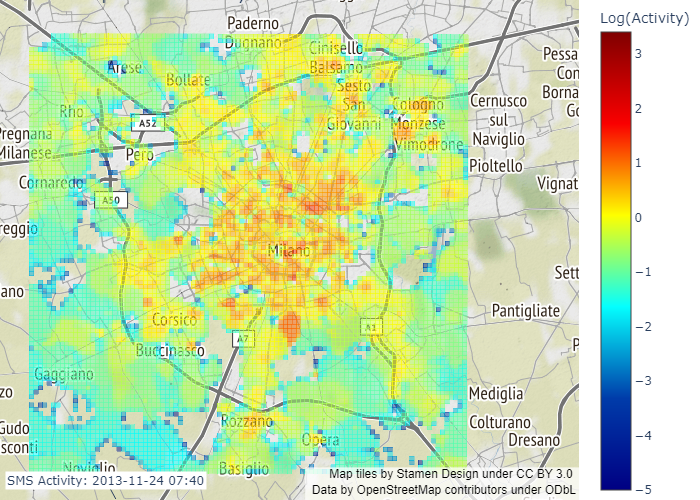 Paderno
Dugnano
Cinisello
Balsamo
Arese
Bollate
Sesto
San
Giovanni
Cologno
Monzese
Vimodrone
Rho
A52
Pregnana
Milanese
Pero
Cernusco
sul
Naviglio
Pioltello
Cornaredo
A50
Vignat
reggio
Milano
Sett
ano
Pessa
Con
Borna
Go
Corsico
Buccinasco
A7
A1
Pantigliate
P
Gaggiano
zo
Gudo
sconti
Rozzano
Opera
Mediglia
Colturano
Dresano
Noviglio
Basiglio
SMS Activity: 2013-11-24 07:40
Map tiles by Stamen Design under CC BY 3.0
Data by OpenStreetMap contributors under ODbL
Log(Activity)
3
2
1
0
−1
−2
−3
−4
−5